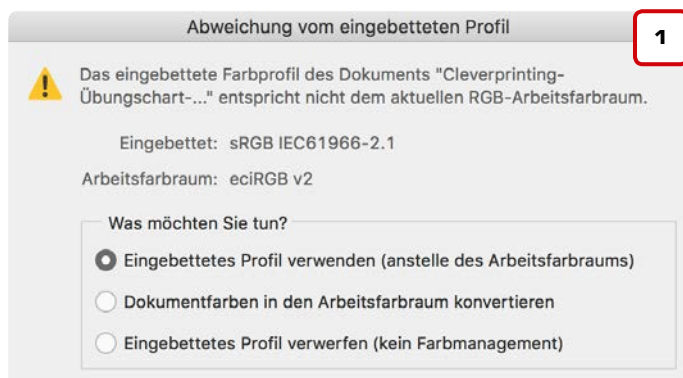 Abweichung vom eingebetteten Profil
1
Das eingebettete Farbprofil des Dokuments "Cleverprinting-
Übungschart-..." entspricht nicht dem aktuellen RGB-Arbeitsfarbraum.
Eingebettet: sRGB IEC61966-2.1
Arbeitsfarbraum: eciRGB v2
Was möchten Sie tun?
Eingebettetes Profil verwenden (anstelle des Arbeitsfarbraums)
Dokumentfarben in den Arbeitsfarbraum konvertieren
Eingebettetes Profil verwerfen (kein Farbmanagement)